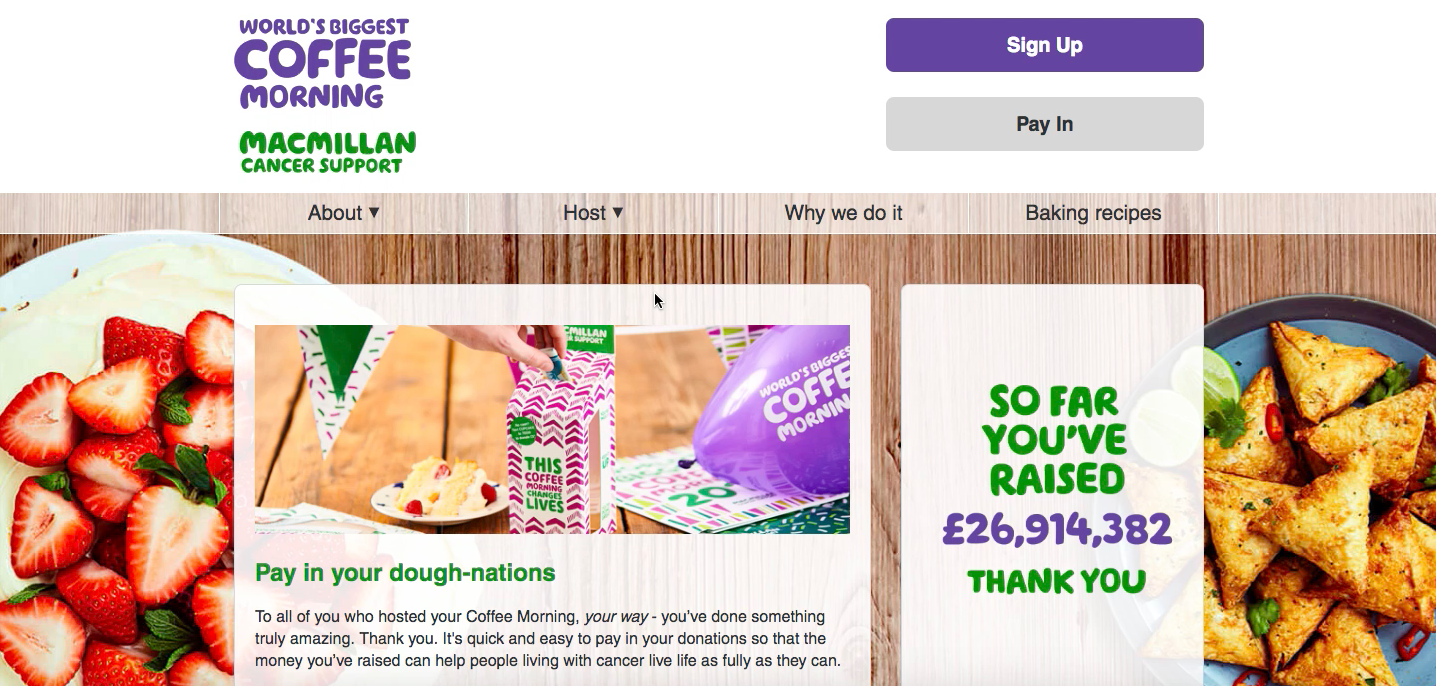 WORLD'S BIGGEST
COFFEE
MORNING
MACMILLAN
CANCER SUPPORT
Sign Up
Pay In
About ▼
Host ▼
Why we do it
Baking recipes
MILLAN
R SUPPORT
THIS
COFFEE
MORNING
CHANGES
LIVES
WORLD'S BIGGES
COFFE
MORNIN
20
SO FAR
YOU'VE
RAISED
£26,914,382
THANK YOU
Pay in your dough-nations
To all of you who hosted your Coffee Morning, your way - you've done something
truly amazing. Thank you. It's quick and easy to pay in your donations so that the
money you've raised can help people living with cancer live life as fully as they can.